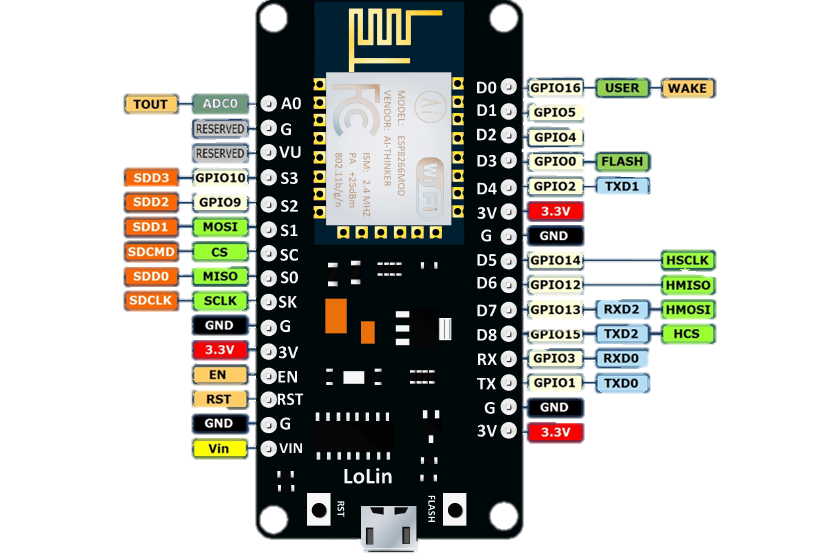 TOUT ADC0 A0
RESERVED G
RESERVED VU
SDD3 GPIO10 S3
SDD2 GPIO9 S2
SDD1 MOSI S1
SDCMD CS SC
SDD0 MISO S0
SDCLK SCLK SK
GND G
3.3V 3V
EN EN
RST RST
GND G
Vin VIN
MODEL: ESP8266MOD
VENDOR: AI-THINKER
ISM: 2.4 MHZ
PA +25dBm
802.11b/g/n
AI
FC
Wi Fi
D0 GPIO16 USER WAKE
D1 GPIO5
D2 GPIO4
D3 GPIO0 FLASH
D4 GPIO2 TXD1
3V 3.3V
G GND
D5 GPIO14 HSCLK
D6 GPIO12 HMISO
D7 GPIO13 RXD2 HMOSI
D8 GPIO15 TXD2 HCS
RX GPIO3 RXD0
TX GPIO1 TXD0
G GND
3V 3.3V
LoLin
RST
FLASH